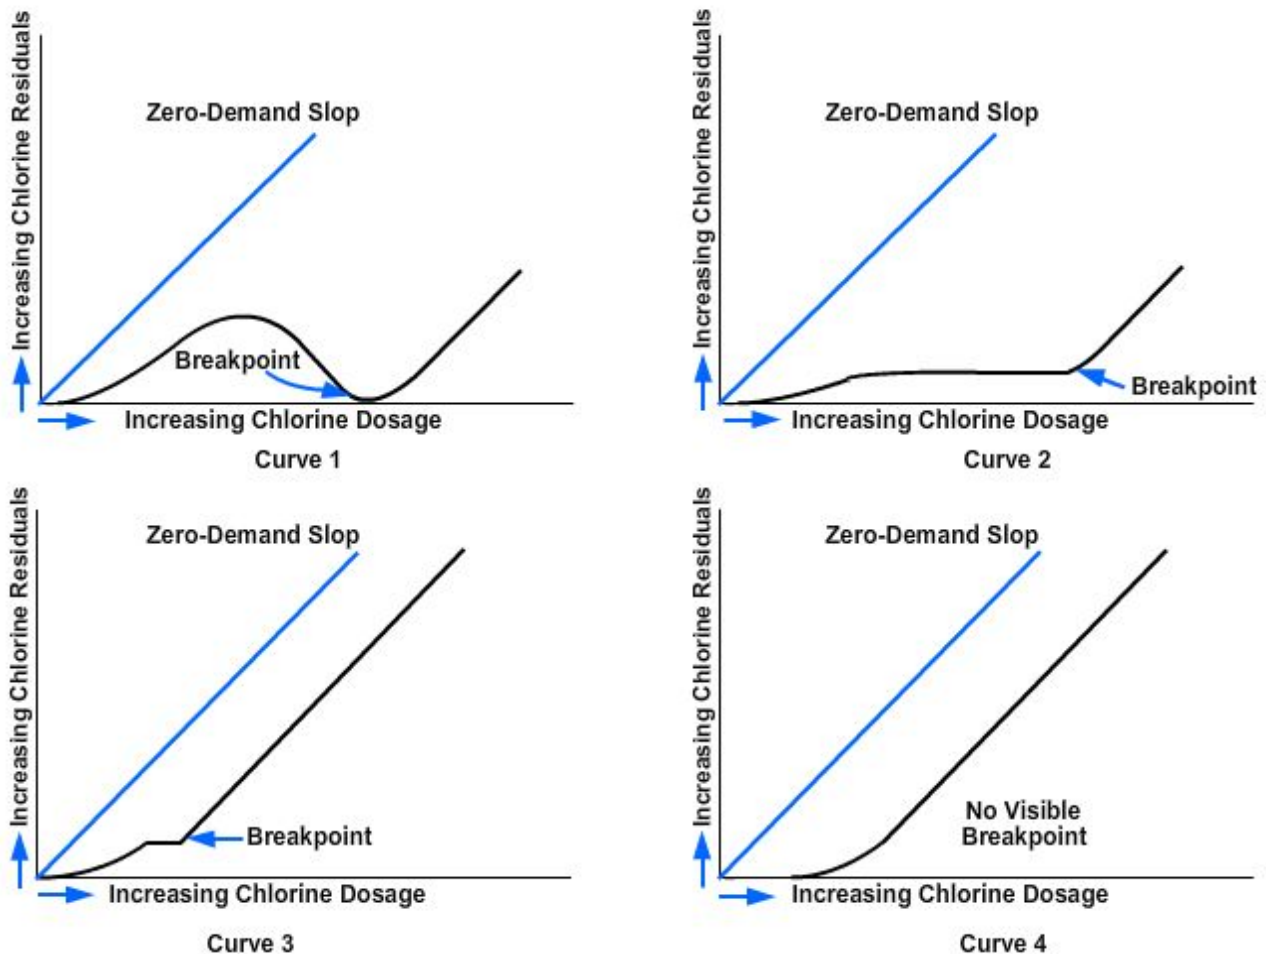 Increasing Chlorine Residuals
Zero-Demand Slop
Breakpoint
Increasing Chlorine Dosage
Curve 1
Increasing Chlorine Residuals
Zero-Demand Slop
Breakpoint
Increasing Chlorine Dosage
Curve 2
Increasing Chlorine Residuals
Zero-Demand Slop
Breakpoint
Increasing Chlorine Dosage
Curve 3
Increasing Chlorine Residuals
Zero-Demand Slop
No Visible
Breakpoint
Increasing Chlorine Dosage
Curve 4